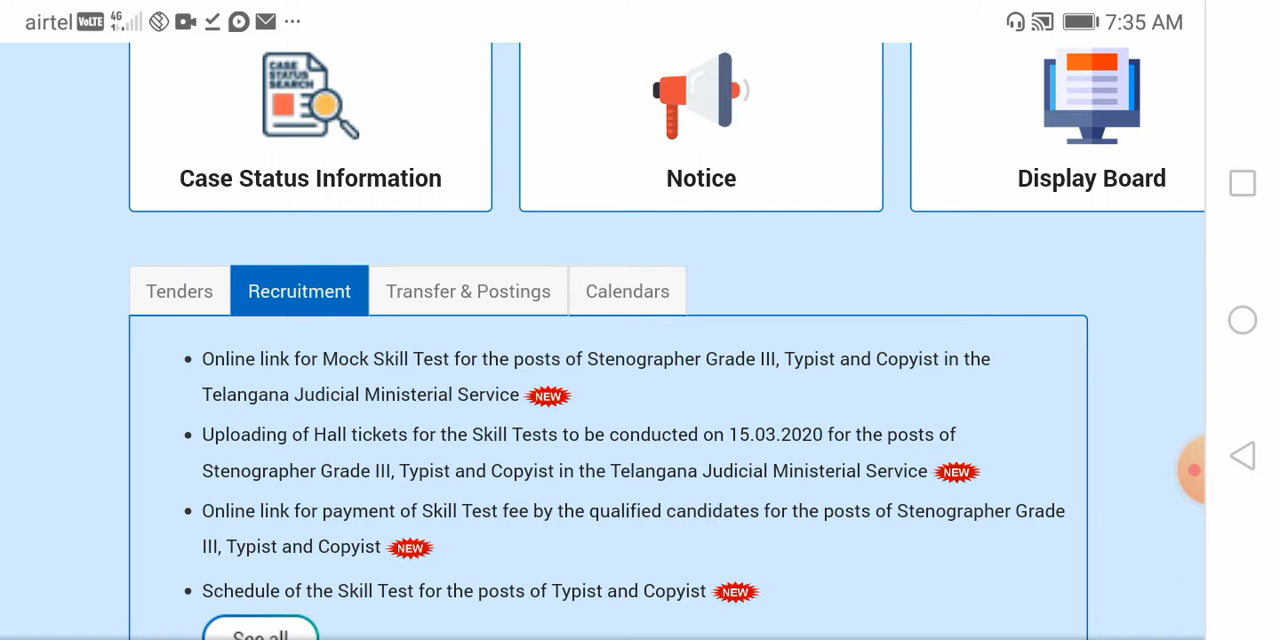 airtel VoLTE 4G 7:35 AM
CASE STATUS SEARCH
Case Status Information
Notice
Display Board
Tenders
Recruitment
Transfer & Postings
Calendars
Online link for Mock Skill Test for the posts of Stenographer Grade III, Typist and Copyist in the
Telangana Judicial Ministerial Service NEW
Uploading of Hall tickets for the Skill Tests to be conducted on 15.03.2020 for the posts of
Stenographer Grade III, Typist and Copyist in the Telangana Judicial Ministerial Service NEW
Online link for payment of Skill Test fee by the qualified candidates for the posts of Stenographer Grade
III, Typist and Copyist NEW
Schedule of the Skill Test for the posts of Typist and Copyist NEW
See all